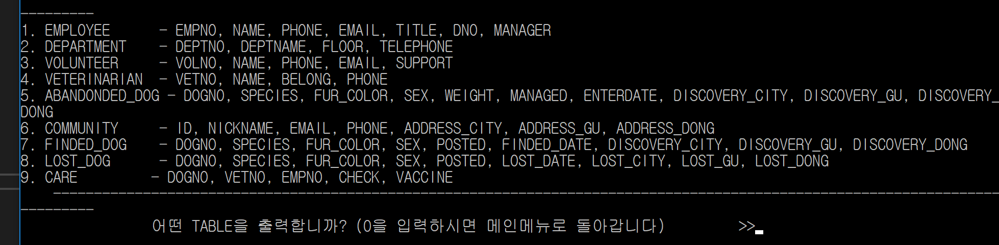 ---------
1. EMPLOYEE      - EMPNO, NAME, PHONE, EMAIL, TITLE, DNO, MANAGER
2. DEPARTMENT    - DEPTNO, DEPTNAME, FLOOR, TELEPHONE
3. VOLUNTEER     - VOLNO, NAME, PHONE, EMAIL, SUPPORT
4. VETERINARIAN  - VETNO, NAME, BELONG, PHONE
5. ABANDONDED_DOG - DOGNO, SPECIES, FUR_COLOR, SEX, WEIGHT, MANAGED, ENTERDATE, DISCOVERY_CITY, DISCOVERY_GU, DISCOVERY_
DONG
6. COMMUNITY     - ID, NICKNAME, EMAIL, PHONE, ADDRESS_CITY, ADDRESS_GU, ADDRESS_DONG
7. FINDED_DOG    - DOGNO, SPECIES, FUR_COLOR, SEX, POSTED, FINDED_DATE, DISCOVERY_CITY, DISCOVERY_GU, DISCOVERY_DONG
8. LOST_DOG      - DOGNO, SPECIES, FUR_COLOR, SEX, POSTED, LOST_DATE, LOST_CITY, LOST_GU, LOST_DONG
9. CARE         - DOGNO, VETNO, EMPNO, CHECK, VACCINE
--------------------------------------------------------------------------------------------------------------------
---------
어떤 TABLE을 출력합니까? (0을 입력하시면 메인메뉴로 돌아갑니다)         >>